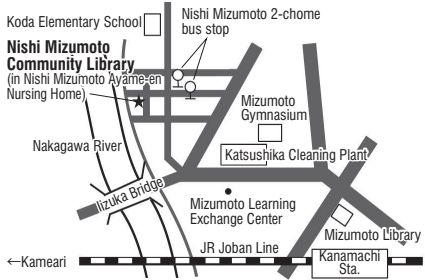 Koda Elementary School
Nishi Mizumoto 2-chome
bus stop
Nishi Mizumoto
Community Library
(in Nishi Mizumoto Ayame-en
Nursing Home)
Mizumoto
Gymnasium
Nakagawa River
Katsushika Cleaning Plant
Iizuka Bridge
Mizumoto Learning
Exchange Center
Mizumoto Library
JR Joban Line
←Kameari
Kanamachi
Sta.